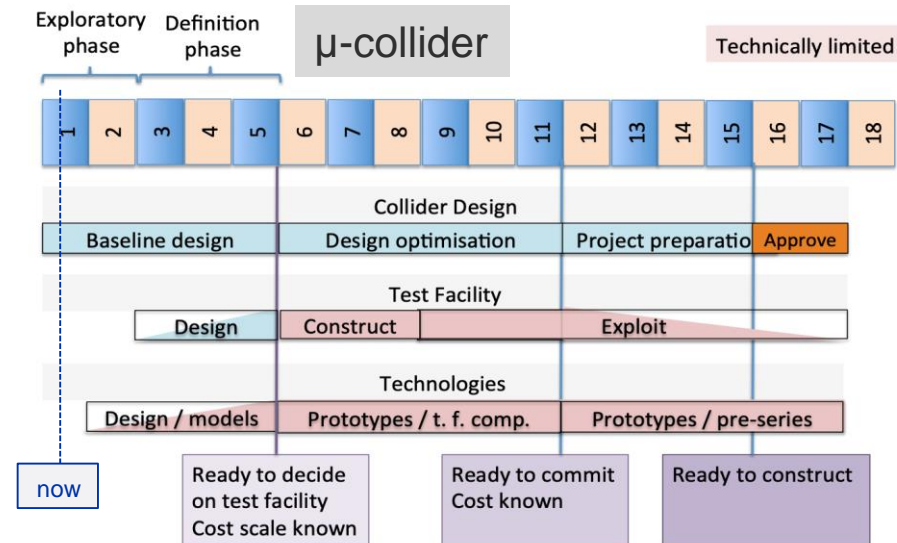 Exploratory
phase
Definition
phase
μ-collider
Technically limited
1 2 3 4 5 6 7 8 9 10 11 12 13 14 15 16 17 18
Collider Design
Baseline design Design optimisation Project preparatio Approve
Test Facility
Design Construct Exploit
Technologies
Design / models Prototypes / t. f. comp. Prototypes / pre-series
now
Ready to decide
on test facility
Cost scale known
Ready to commit
Cost known
Ready to construct